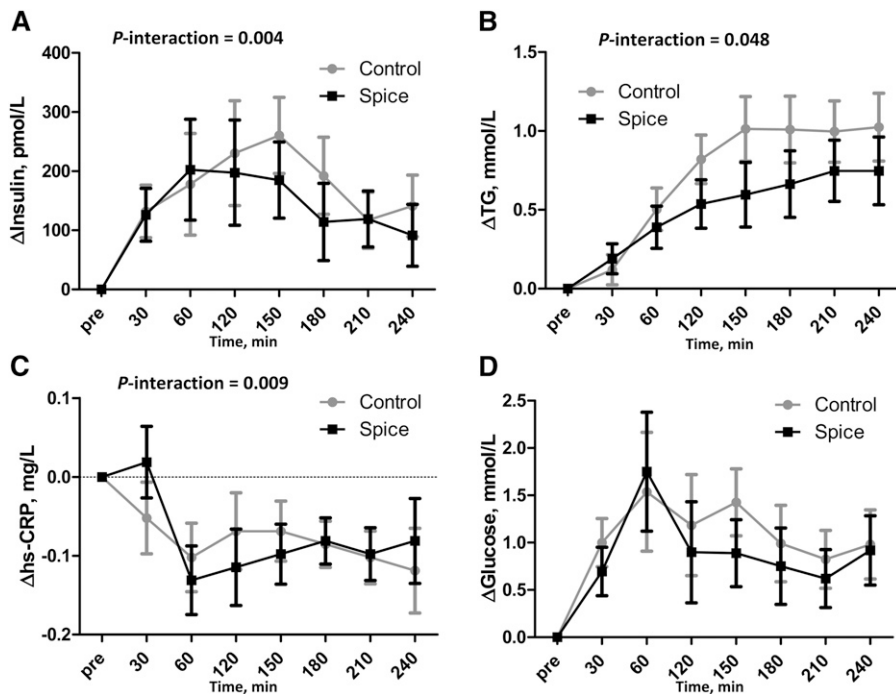 A
P-interaction = 0.004
ΔInsulin, pmol/L
400
300
200
100
0
Control
Spice
pre 30 60 120 150 180 210 240
Time, min
B
P-interaction = 0.048
ΔTG, mmol/L
1.5
1.0
0.5
0.0
Control
Spice
pre 30 60 120 150 180 210 240
Time, min
C
P-interaction = 0.009
Δhs-CRP, mg/L
0.1
0.0
-0.1
-0.2
Control
Spice
pre 30 60 120 150 180 210 240
Time, min
D
ΔGlucose, mmol/L
2.5
2.0
1.5
1.0
0.5
0.0
Control
Spice
pre 30 60 120 150 180 210 240
Time, min